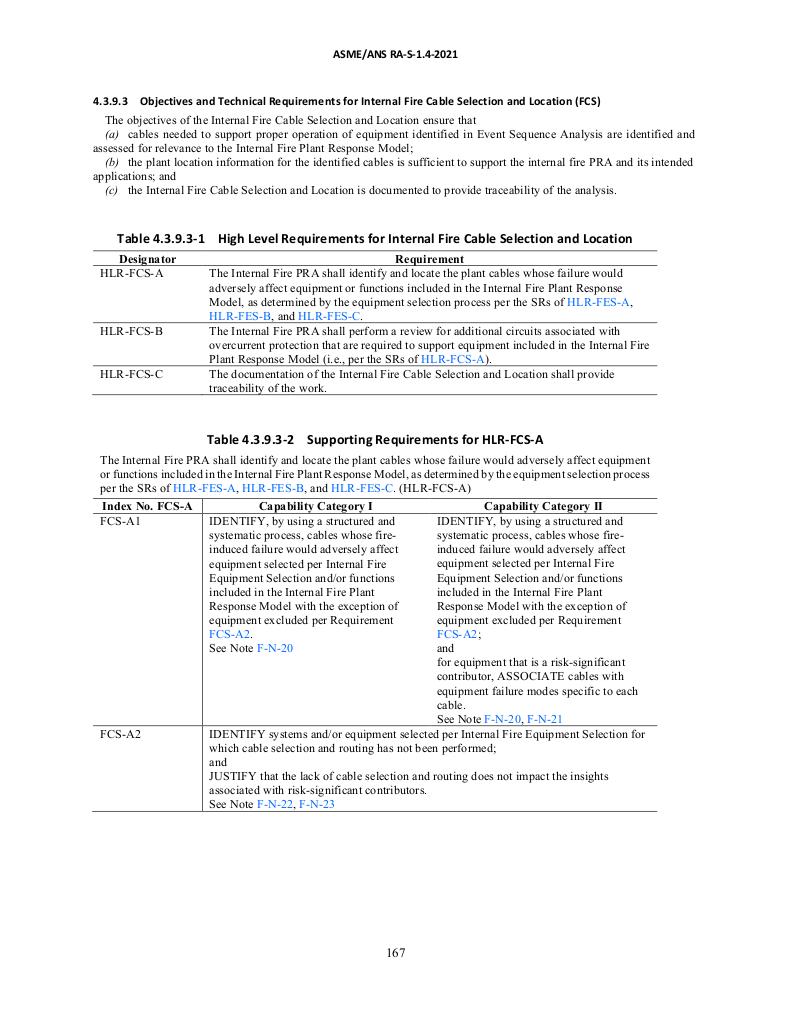 ASME/ANS RA-S-1.4-2021
4.3.9.3 Objectives and Technical Requirements for Internal Fire Cable Selection and Location (FCS)
The objectives of the Internal Fire Cable Selection and Location ensure that
(a) cables needed to support proper operation of equipment identified in Event Sequence Analysis are identified and
assessed for relevance to the Internal Fire Plant Response Model;
(b) the plant location information for the identified cables is sufficient to support the internal fire PRA and its intended
applications; and
(c) the Internal Fire Cable Selection and Location is documented to provide traceability of the analysis.
Table 4.3.9.3-1 High Level Requirements for Internal Fire Cable Selection and Location
Designator Requirement
HLR-FCS-A The Internal Fire PRA shall identify and locate the plant cables whose failure would
adversely affect equipment or functions included in the Internal Fire Plant Response
Model, as determined by the equipment selection process per the SRs of HLR-FES-A,
HLR-FES-B, and HLR-FES-C.
HLR-FCS-B The Internal Fire PRA shall perform a review for additional circuits associated with
overcurrent protection that are required to support equipment included in the Internal Fire
Plant Response Model (i.e., per the SRs of HLR-FCS-A).
HLR-FCS-C The documentation of the Internal Fire Cable Selection and Location shall provide
traceability of the work.
Table 4.3.9.3-2 Supporting Requirements for HLR-FCS-A
The Internal Fire PRA shall identify and locate the plant cables whose failure would adversely affect equipment
or functions included in the Internal Fire Plant Response Model, as determined by the equipment selection process
per the SRs of HLR-FES-A, HLR-FES-B, and HLR-FES-C. (HLR-FCS-A)
Index No. FCS-A Capability Category I Capability Category II
FCS-A1
IDENTIFY, by using a structured and
systematic process, cables whose fire-
induced failure would adversely affect
equipment selected per Internal Fire
Equipment Selection and/or functions
included in the Internal Fire Plant
Response Model with the exception of
equipment excluded per Requirement
FCS-A2.
See Note F-N-20
IDENTIFY, by using a structured and
systematic process, cables whose fire-
induced failure would adversely affect
equipment selected per Internal Fire
Equipment Selection and/or functions
included in the Internal Fire Plant
Response Model with the exception of
equipment excluded per Requirement
FCS-A2;
and
for equipment that is a risk-significant
contributor, ASSOCIATE cables with
equipment failure modes specific to each
cable.
See Note F-N-20, F-N-21
FCS-A2 IDENTIFY systems and/or equipment selected per Internal Fire Equipment Selection for
which cable selection and routing has not been performed;
and
JUSTIFY that the lack of cable selection and routing does not impact the insights
associated with risk-significant contributors.
See Note F-N-22, F-N-23
167